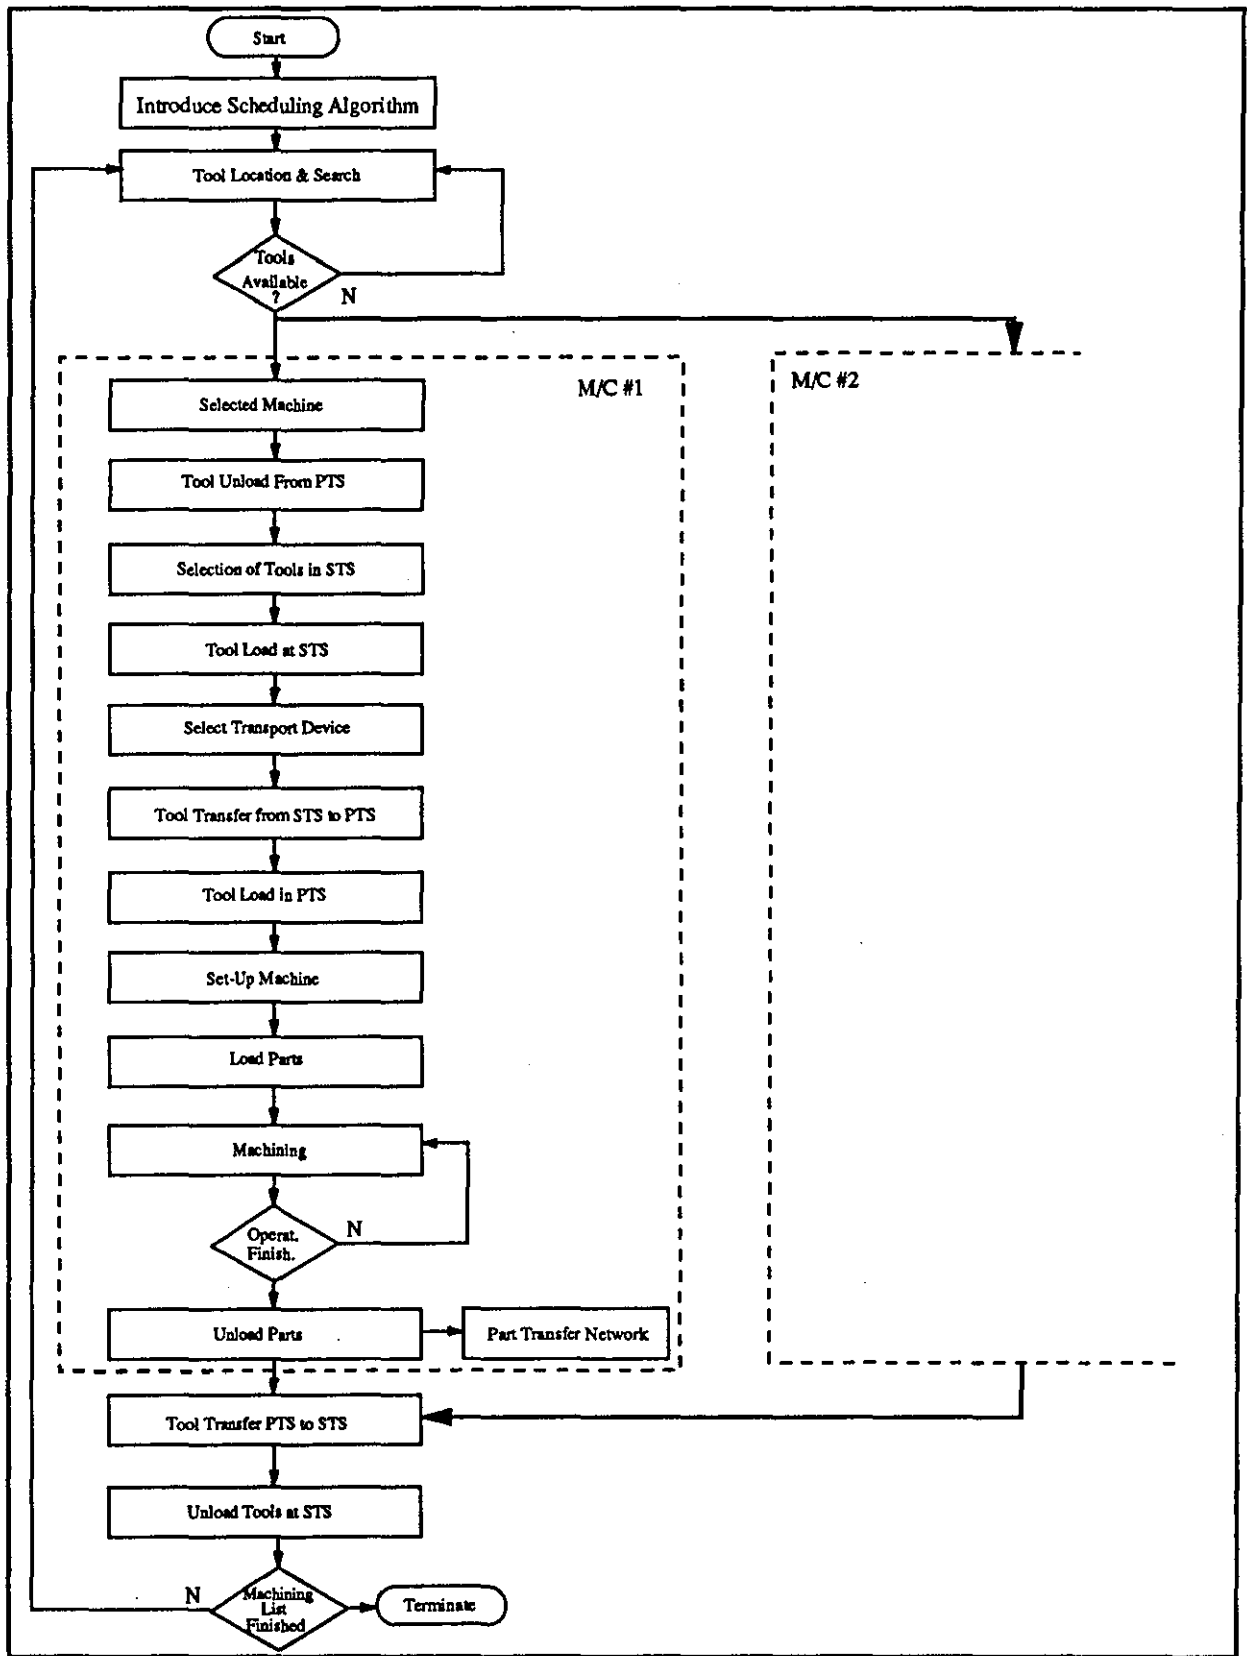 Start
Introduce Scheduling Algorithm
Tool Location & Search
Tools
Available
?
N
M/C #1
M/C #2
Selected Machine
Tool Unload From PTS
Selection of Tools in STS
Tool Load at STS
Select Transport Device
Tool Transfer from STS to PTS
Tool Load in PTS
Set-Up Machine
Load Parts
Machining
Operat.
Finish.
N
Unload Parts
Part Transfer Network
Tool Transfer PTS to STS
Unload Tools at STS
N
Machining
List
Finished
Terminate